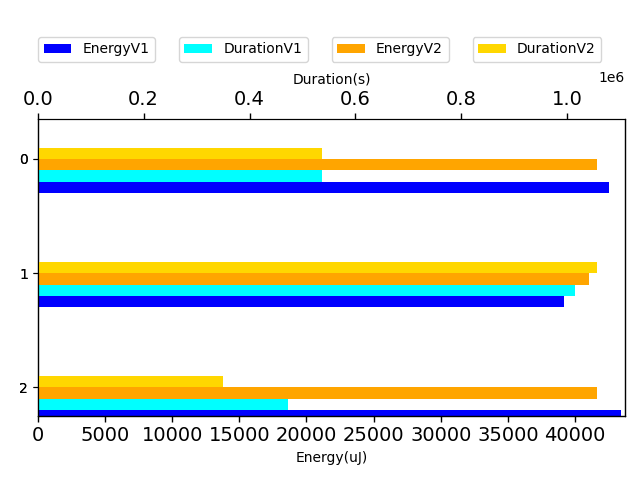 EnergyV1 DurationV1 EnergyV2 DurationV2
Duration(s)
1e6
0.0 0.2 0.4 0.6 0.8 1.0
0
1
2
0 5000 10000 15000 20000 25000 30000 35000 40000
Energy(uJ)